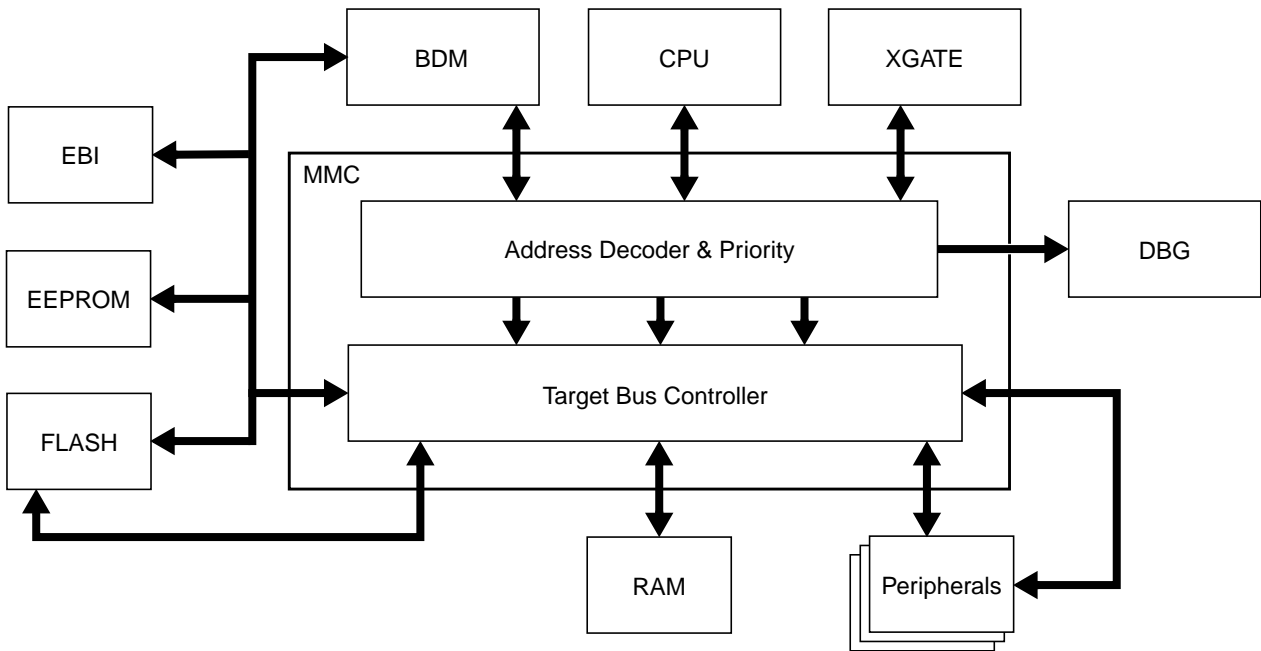 BDM
CPU
XGATE
EBI
MMC
Address Decoder & Priority
DBG
EEPROM
Target Bus Controller
FLASH
RAM
Peripherals